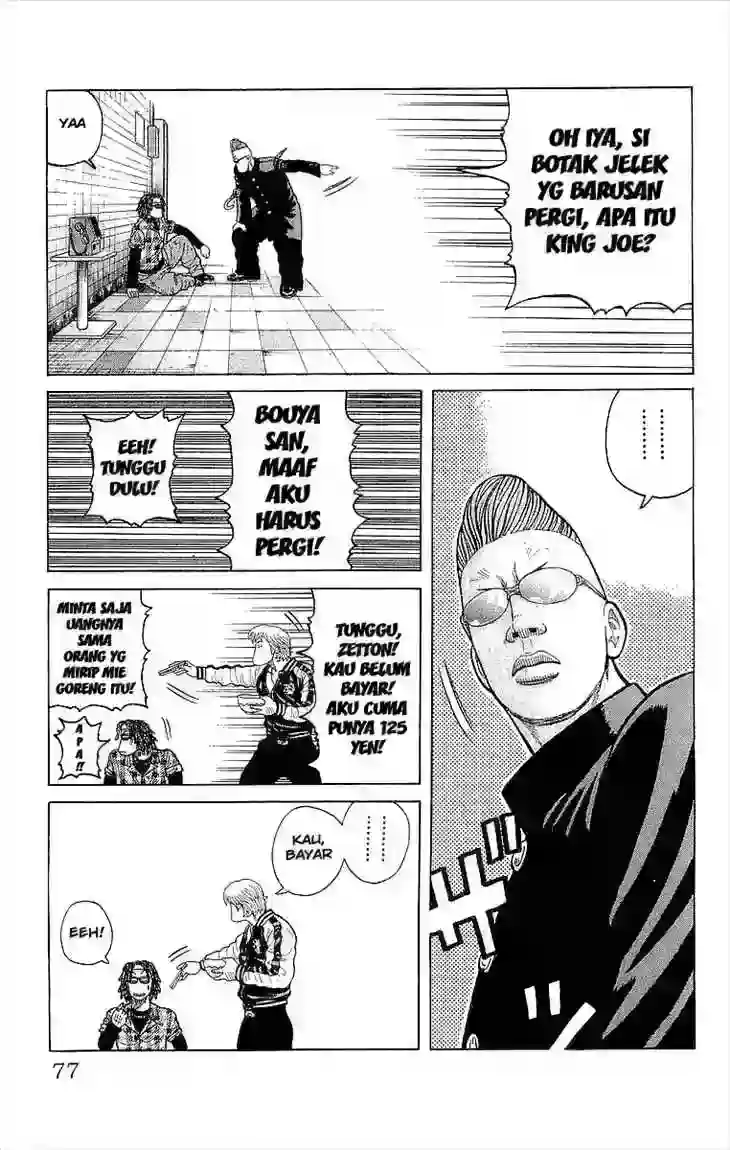 OH IYA, SI
BOTAK JELEK
YG BARUSAN
PERGI, APA ITU
KING JOE?
YAA
.......
ザザ"
BOUYA
SAN,
MAAF
AKU
HARUS
PERGI!
EEH!
TUNGGU
DULU!
TUNGGU,
ZETTON!
KAU BELUM
BAYAR!
AKU CUMA
PUNYA 125
YEN!
MINTA SAJA
UANGNYA
SAMA
ORANG YG
MIRIP MIE
GORENG ITU!
A
P
A!!
.......
KAU,
BAYAR
EEH!
77